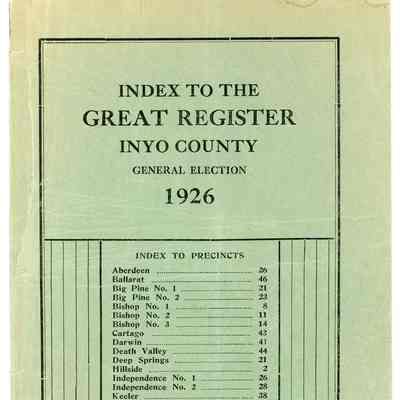 INDEX TO THE
GREAT REGISTER
INYO COUNTY
GENERAL ELECTION
1926
INDEX TO PRECINCTS
Aberdeen 26
Ballarat 46
Big Pine No. 1 21
Big Pine No. 2 23
Bishop No. 1 8
Bishop No. 2 11
Bishop No. 3 14
Cartago 43
Darwin 41
Death Valley 44
Deep Springs 21
Hillside 2
Independence No. 1 26
Independence No. 2 28
Keeler 38